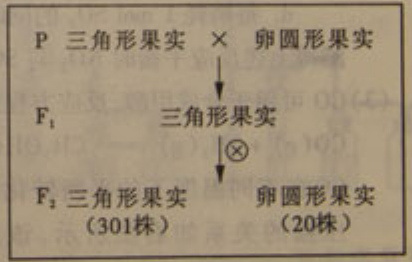 P 三角形果实 × 卵圆形果实
F₁ 三角形果实
⊗
F₂ 三角形果实 卵圆形果实
(301株) (20株)